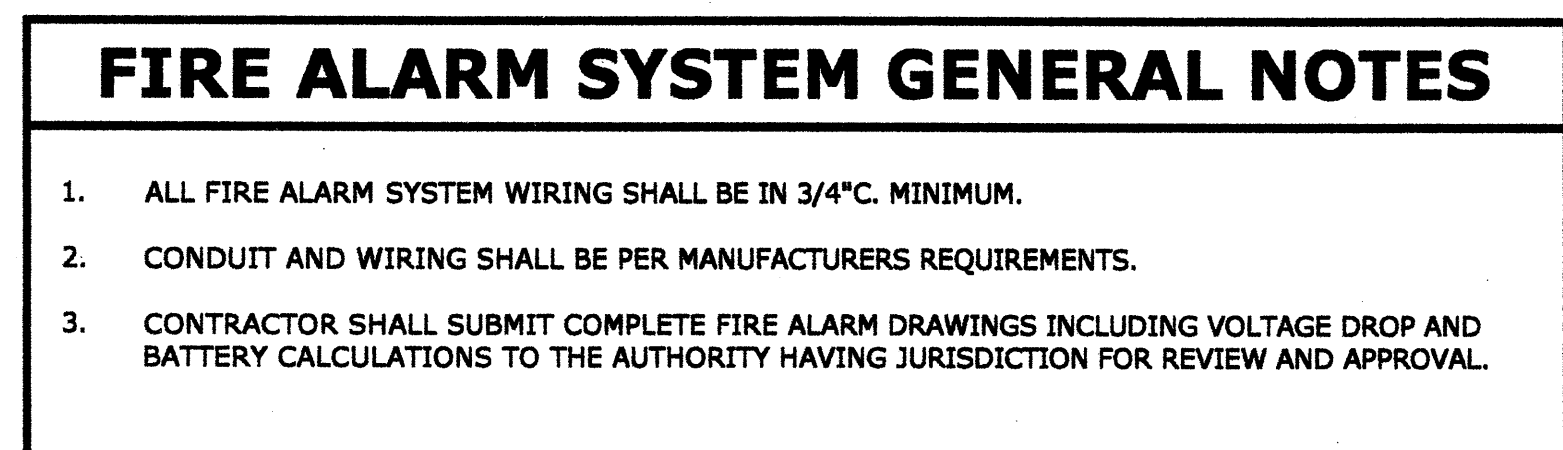 FIRE ALARM SYSTEM GENERAL NOTES
1. ALL FIRE ALARM SYSTEM WIRING SHALL BE IN 3/4"C. MINIMUM.
2. CONDUIT AND WIRING SHALL BE PER MANUFACTURERS REQUIREMENTS.
3. CONTRACTOR SHALL SUBMIT COMPLETE FIRE ALARM DRAWINGS INCLUDING VOLTAGE DROP AND
BATTERY CALCULATIONS TO THE AUTHORITY HAVING JURISDICTION FOR REVIEW AND APPROVAL.